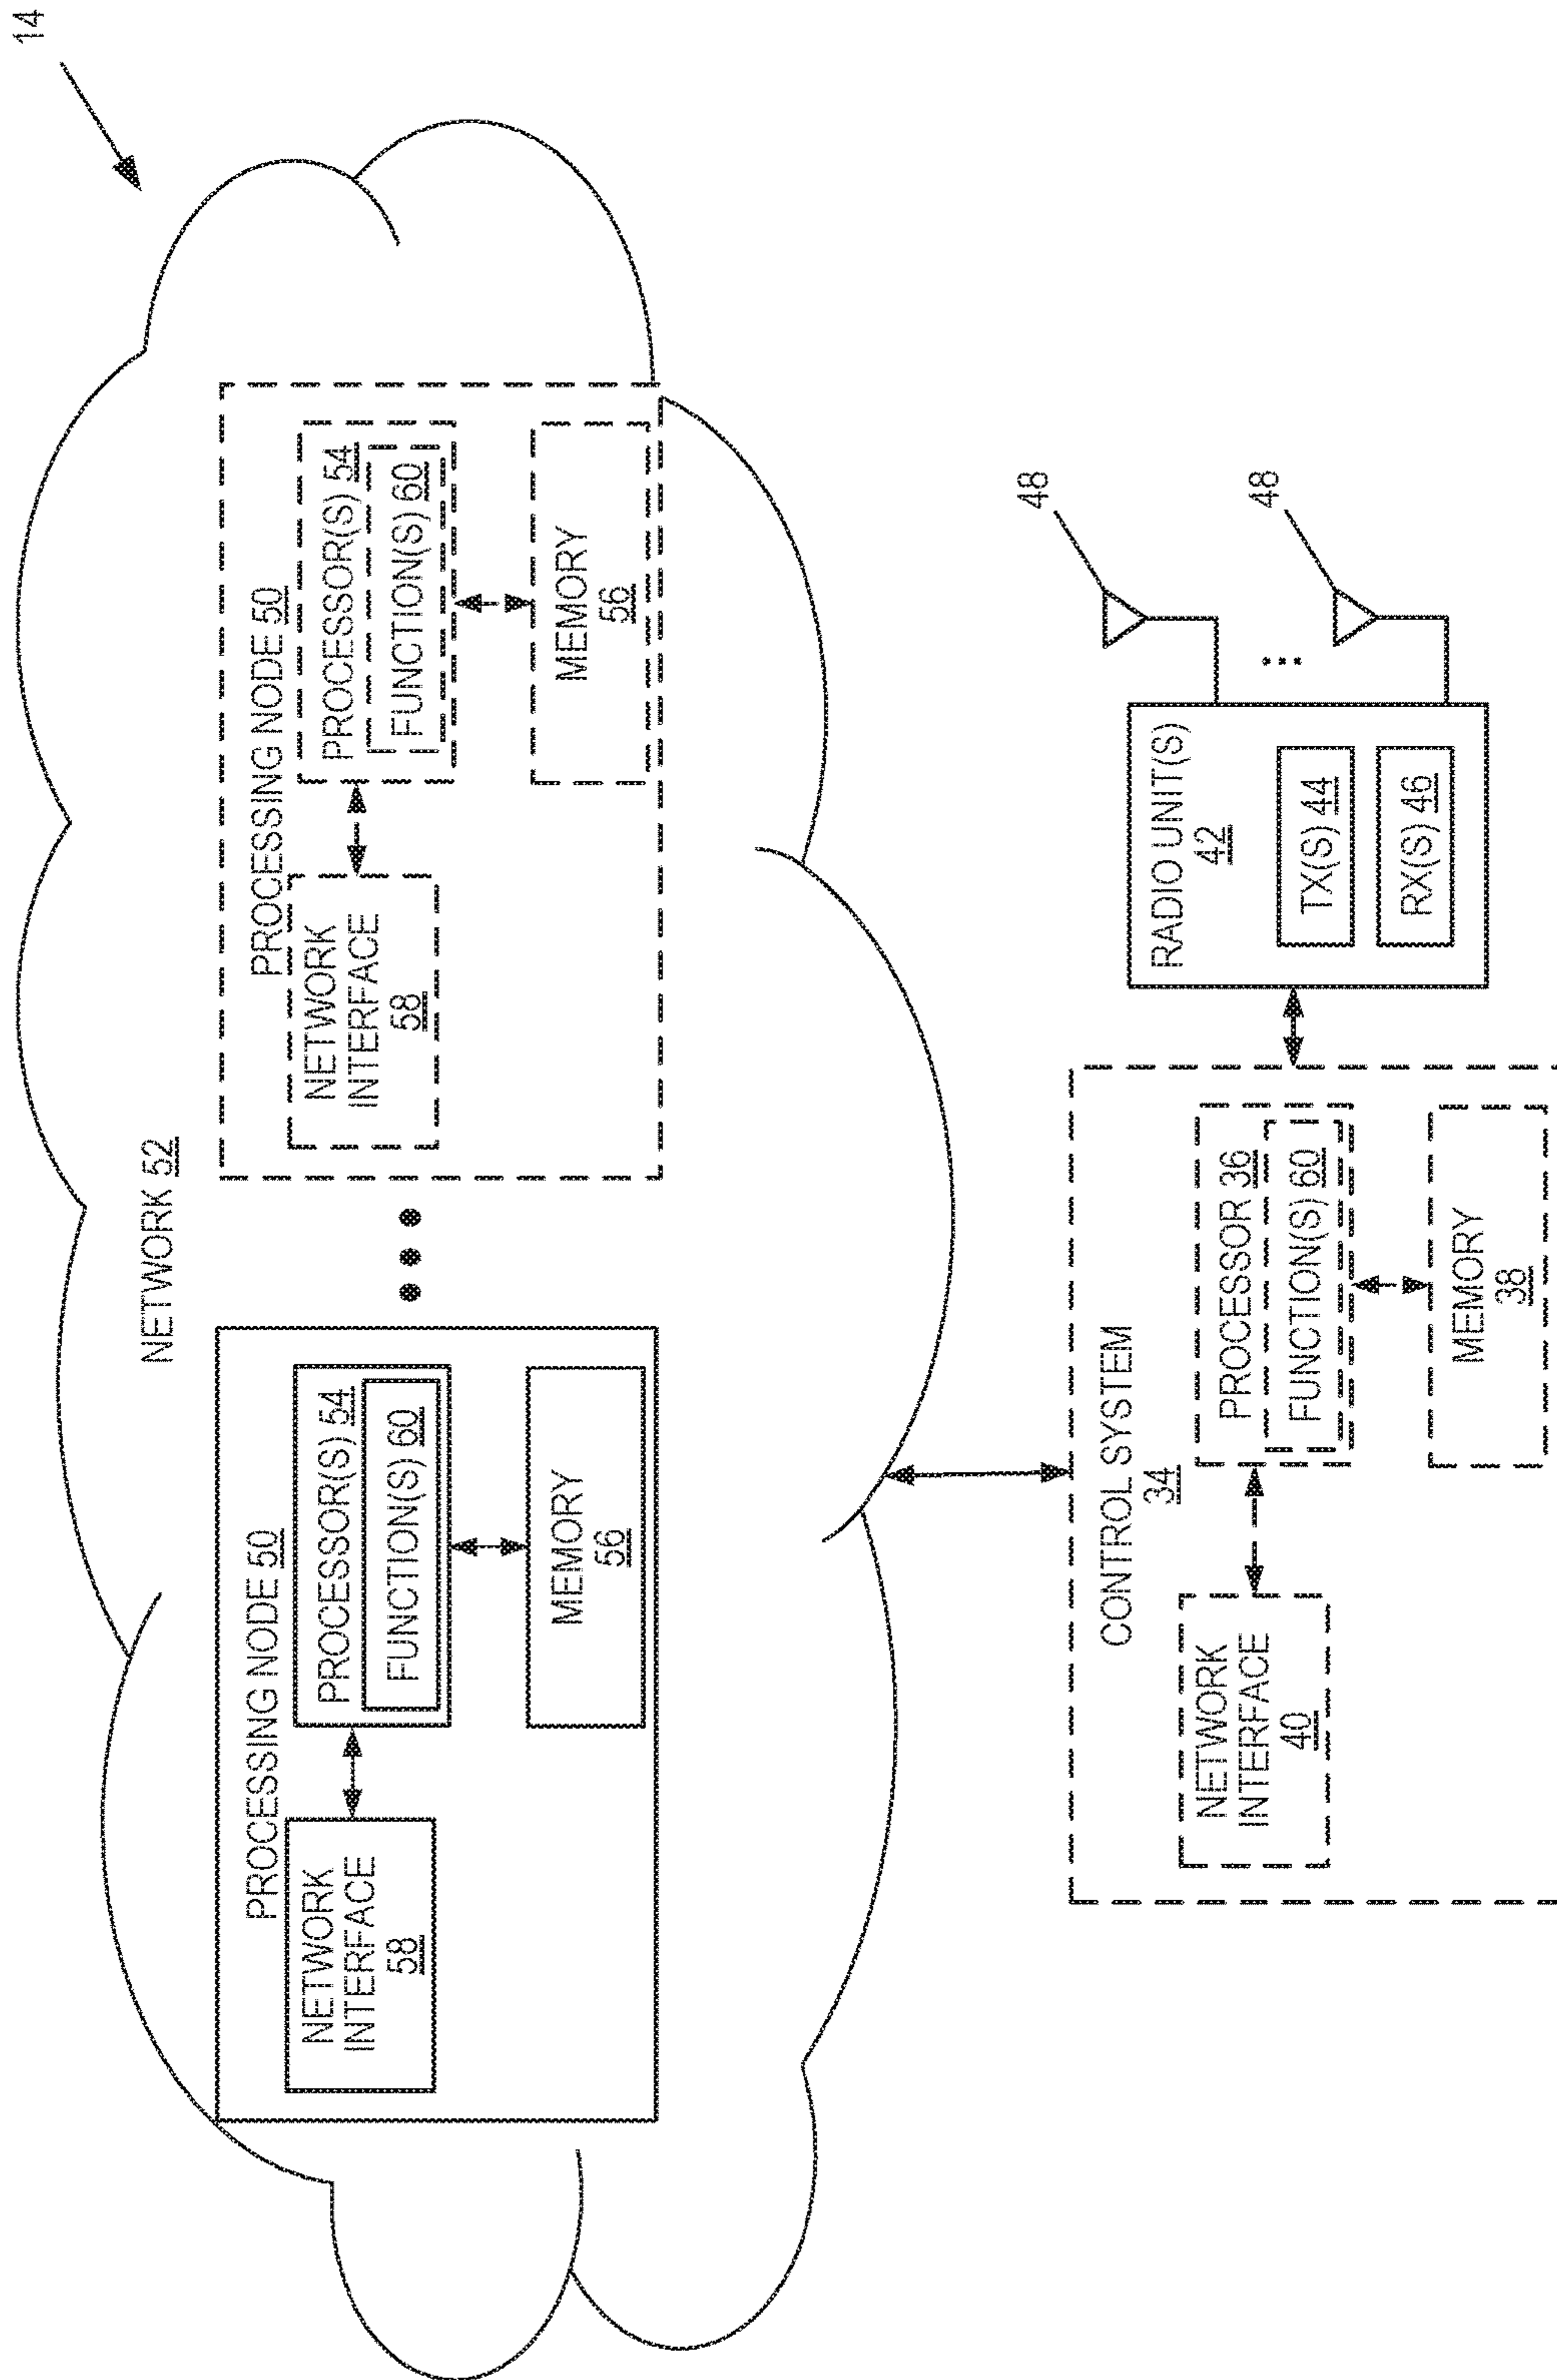 14
NETWORK 52
PROCESSING NODE 50
NETWORK
INTERFACE
58
PROCESSOR(S) 54
FUNCTION(S) 60
MEMORY
56
PROCESSING NODE 50
NETWORK
INTERFACE
58
PROCESSOR(S) 54
FUNCTION(S) 60
MEMORY
56
CONTROL SYSTEM
34
NETWORK
INTERFACE
40
PROCESSOR 36
FUNCTION(S) 60
MEMORY
38
RADIO UNIT(S)
42
TX(S) 44
RX(S) 46
48
48